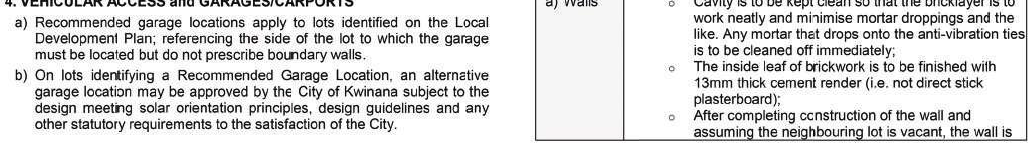 4. VEHICULAR ACCESS and GARAGES/CARPORTS
a) Recommended garage locations apply to lots identified on the Local
Development Plan; referencing the side of the lot to which the garage
must be located but do not prescribe boundary walls.
b) On lots identifying a Recommended Garage Location, an alternative
garage location may be approved by the City of Kwinana subject to the
design meeting solar orientation principles, design guidelines and any
other statutory requirements to the satisfaction of the City.
a) Walls
o Cavity is to be kept clean so that the bricklayer is to
work neatly and minimise mortar droppings and the
like. Any mortar that drops onto the anti-vibration ties
is to be cleaned off immediately;
o The inside leaf of brickwork is to be finished with
13mm thick cement render (i.e. not direct stick
plasterboard);
o After completing construction of the wall and
assuming the neighbouring lot is vacant, the wall is